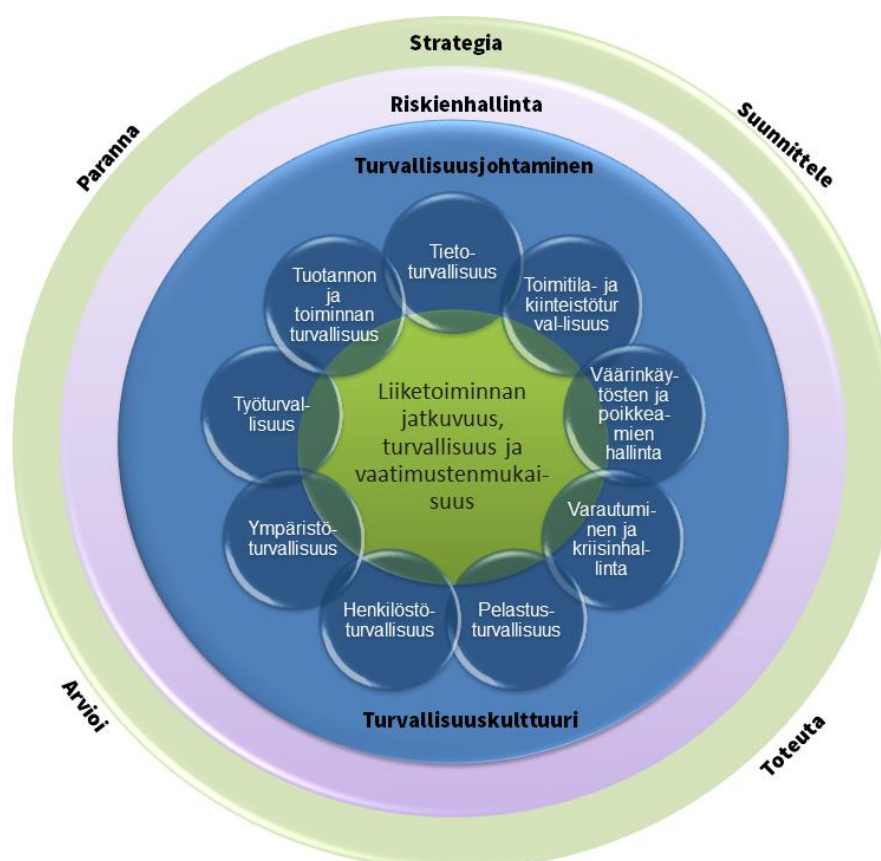 Strategia
Suunnittele
Paranna
Riskienhallinta
Turvallisuusjohtaminen
Tieto-
turvallisuus
Toimitila- ja
kiinteistötur
val-lisuus
Väärinkäy-
tösten ja
poikkea-
mien
hallinta
Varautumi-
nen ja
kriisinhal-
linta
Pelastus-
turvallisuus
Henkilöstö-
turvallisuus
Ympäristö-
turvallisuus
Työturval-
lisuus
Tuotannon
ja
toiminnan
turvallisuus
Liiketoiminnan
jatkuvuus,
turvallisuus ja
vaatimustenmukai-
suus
Turvallisuuskulttuuri
Arvioi
Toteuta